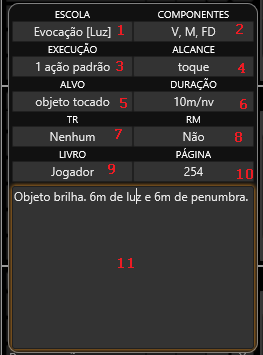 ESCOLA COMPONENTES
Evocação [Luz] 1 V, M, FD 2
EXECUÇÃO ALCANCE
1 ação padrão 3 toque 4
ALVO DURAÇÃO
objeto tocado 5 10m/nv 6
TR RM
Nenhum 7 Não 8
LIVRO PÁGINA
Jogador 9 254 10
Objeto brilha. 6m de luz e 6m de penumbra.
11